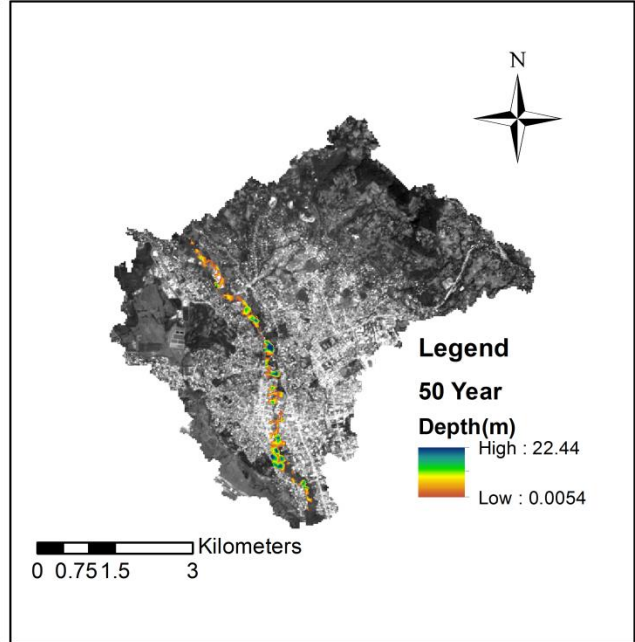 N
Legend
50 Year
Depth(m)
High : 22.44
Low : 0.0054
Kilometers
0 0.75 1.5 3